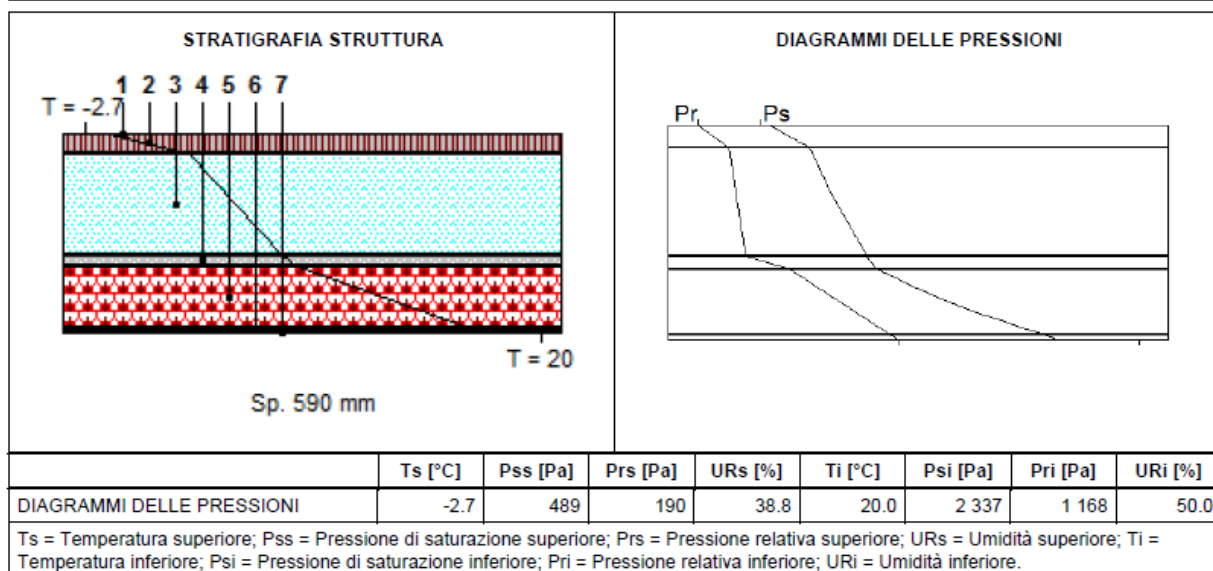 STRATIGRAFIA STRUTTURA
1 2 3 4 5 6 7
T = -2.7
T = 20
Sp. 590 mm
DIAGRAMMI DELLE PRESSIONI
Pr Ps
Ts [°C] Pss [Pa] Prs [Pa] URs [%] Ti [°C] Psi [Pa] Pri [Pa] URi [%]
DIAGRAMMI DELLE PRESSIONI -2.7 489 190 38.8 20.0 2 337 1 168 50.0
Ts = Temperatura superiore; Pss = Pressione di saturazione superiore; Prs = Pressione relativa superiore; URs = Umidità superiore; Ti =
Temperatura inferiore; Psi = Pressione di saturazione inferiore; Pri = Pressione relativa inferiore; URi = Umidità inferiore.